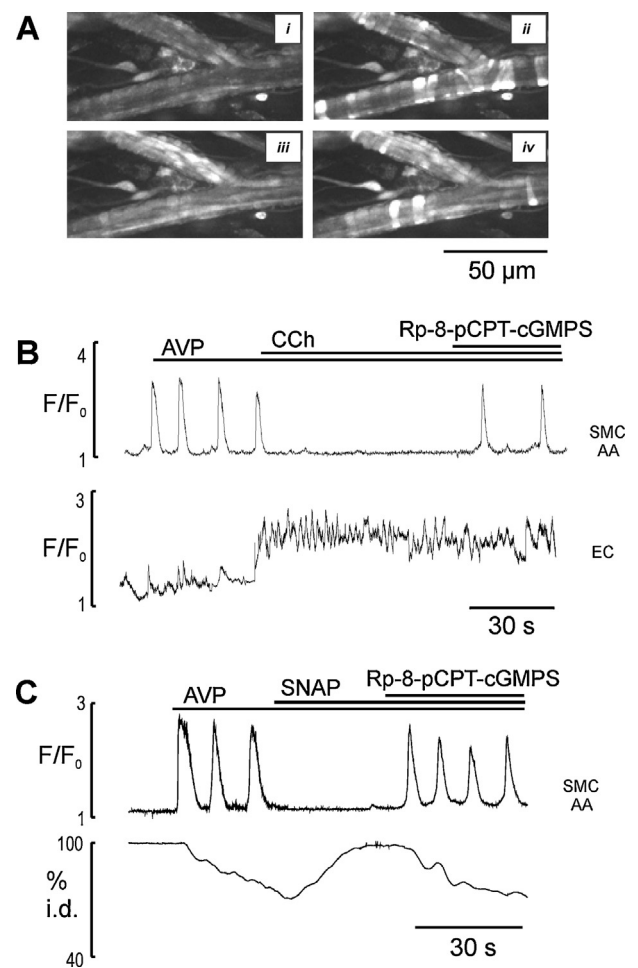 A
i
ii
iii
iv
50 µm
B
Rp-8-pCPT-cGMPS
AVP
CCh
4
F/F₀
1
SMC
AA
3
F/F₀
1
EC
30 s
C
Rp-8-pCPT-cGMPS
AVP
SNAP
3
F/F₀
1
SMC
AA
100
%
i.d.
40
30 s